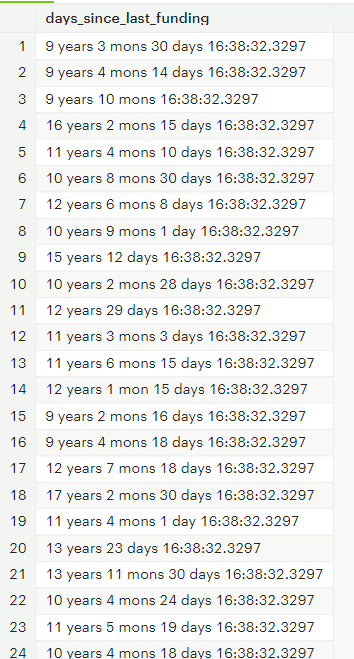 days_since_last_funding
1 9 years 3 mons 30 days 16:38:32.3297
2 9 years 4 mons 14 days 16:38:32.3297
3 9 years 10 mons 16:38:32.3297
4 16 years 2 mons 15 days 16:38:32.3297
5 11 years 4 mons 10 days 16:38:32.3297
6 10 years 8 mons 30 days 16:38:32.3297
7 12 years 6 mons 8 days 16:38:32.3297
8 10 years 9 mons 1 day 16:38:32.3297
9 15 years 12 days 16:38:32.3297
10 10 years 2 mons 28 days 16:38:32.3297
11 12 years 29 days 16:38:32.3297
12 11 years 3 mons 3 days 16:38:32.3297
13 11 years 6 mons 15 days 16:38:32.3297
14 12 years 1 mon 15 days 16:38:32.3297
15 9 years 2 mons 16 days 16:38:32.3297
16 9 years 4 mons 18 days 16:38:32.3297
17 12 years 7 mons 18 days 16:38:32.3297
18 17 years 2 mons 30 days 16:38:32.3297
19 11 years 4 mons 1 day 16:38:32.3297
20 13 years 23 days 16:38:32.3297
21 13 years 11 mons 30 days 16:38:32.3297
22 10 years 4 mons 24 days 16:38:32.3297
23 11 years 5 mons 19 days 16:38:32.3297
24 10 years 4 mons 18 days 16:38:32.3297